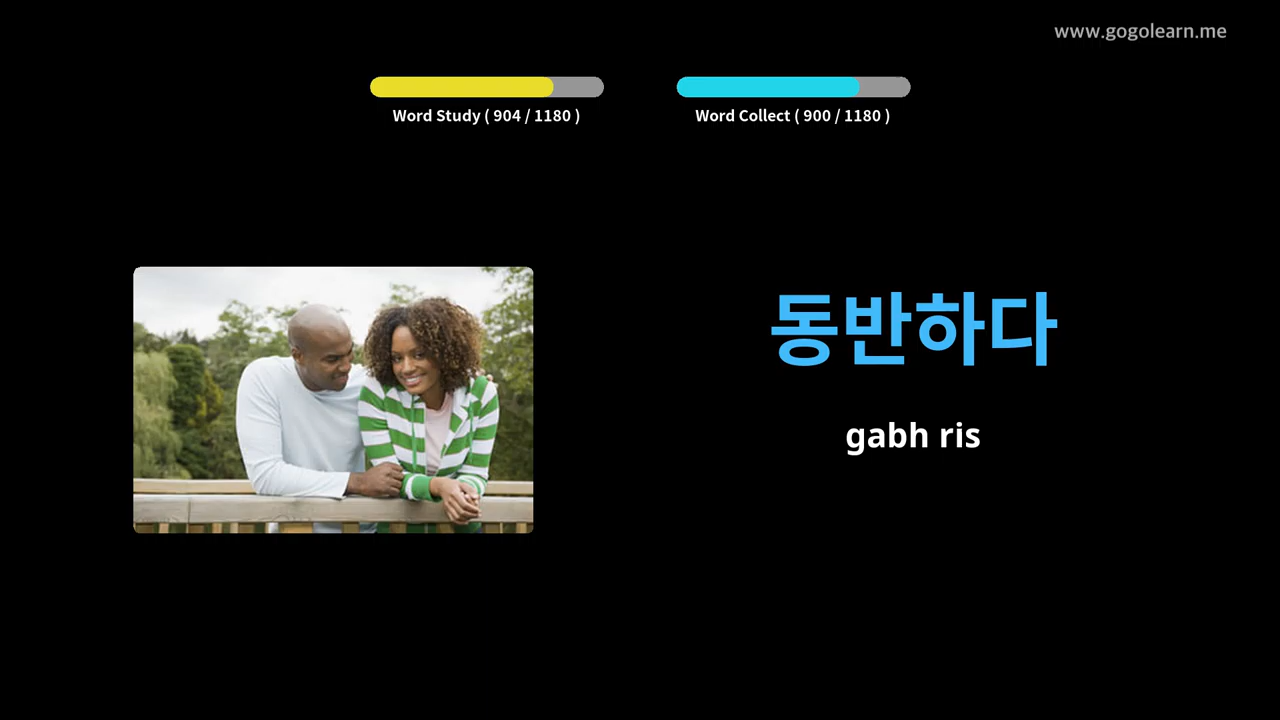 www.gogolearn.me
Word Study ( 904 / 1180 )
Word Collect ( 900 / 1180 )
동반하다
gabh ris